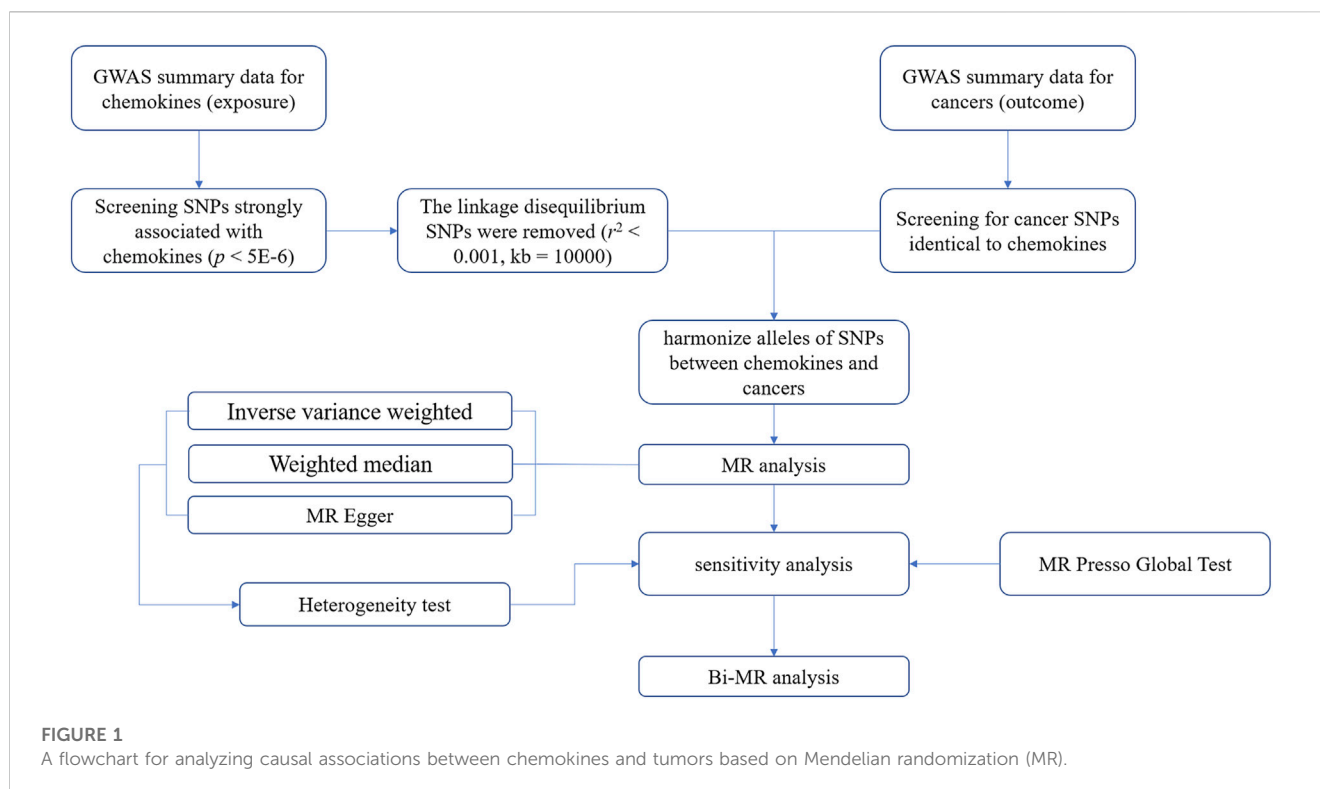 GWAS summary data for
chemokines (exposure)
GWAS summary data for
cancers (outcome)
Screening SNPs strongly
associated with
chemokines (p < 5E-6)
The linkage disequilibrium
SNPs were removed (r² <
0.001, kb = 10000)
Screening for cancer SNPs
identical to chemokines
harmonize alleles of SNPs
between chemokines and
cancers
Inverse variance weighted
Weighted median
MR Egger
MR analysis
sensitivity analysis
MR Presso Global Test
Heterogeneity test
Bi-MR analysis
FIGURE 1
A flowchart for analyzing causal associations between chemokines and tumors based on Mendelian randomization (MR).